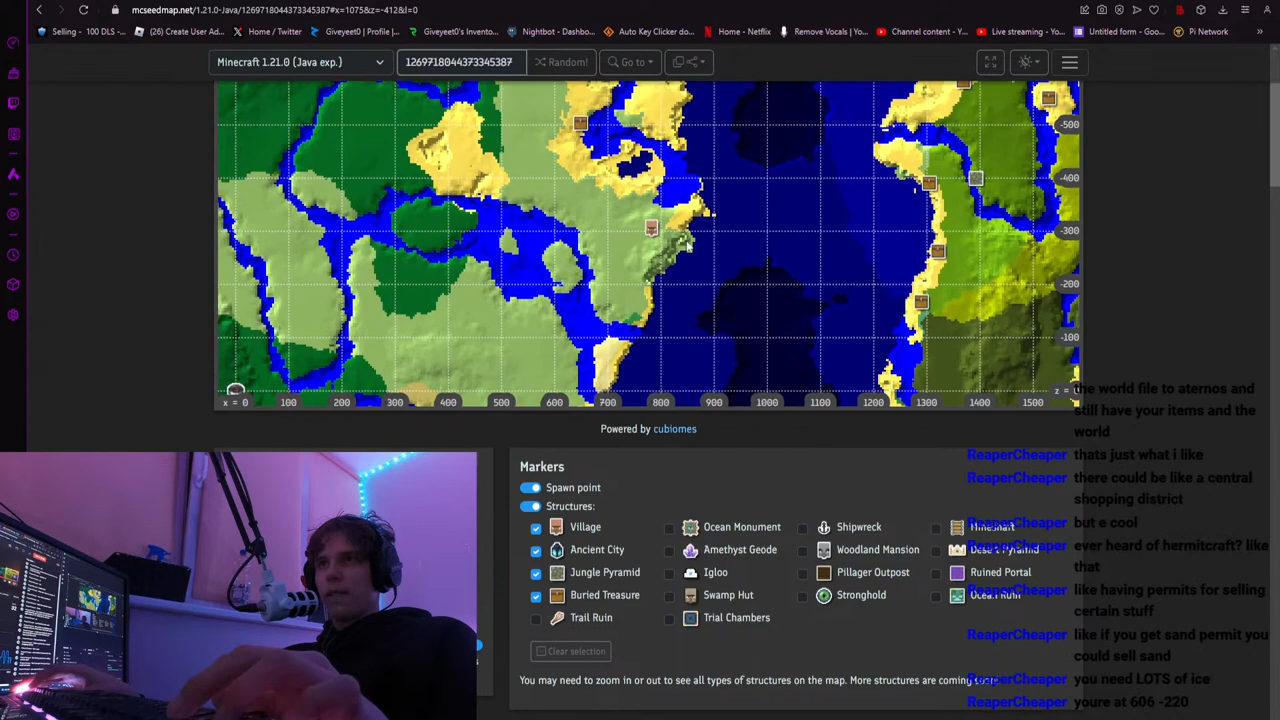 mcseedmap.net/1.21.0-Java/1269718044373345387#x=1075&z=-412&l=0
Selling - 100 DLS -... (26) Create User Ad... Home / Twitter Giveyeet0 | Profile |... Giveyeet0's Invento... Nightbot - Dashbo... Auto Key Clicker do... Home - Netflix Remove Vocals | No... Channel content - Y... Live streaming - Yo... Untitled form - Goo... Pi Network
Minecraft 1.21.0 (Java exp.) 1269718044373345387 Random! Go to
-500
-400
-300
-200
-100
x = 0 100 200 300 400 500 600 700 800 900 1000 1100 1200 1300 1400 1500 z =
Powered by cubiomes
Markers
Spawn point
Structures:
Village Ocean Monument Shipwreck
Ancient City Amethyst Geode Woodland Mansion
Jungle Pyramid Igloo Pillager Outpost Ruined Portal
Buried Treasure Swamp Hut Stronghold
Trail Ruin Trial Chambers
Clear selection
You may need to zoom in or out to see all types of structures on the map. More structures are coming
the world file to aternos and
still have your items and the
world
ReaperCheaper thats just what i like
ReaperCheaper there could be like a central
shopping district
ReaperCheaper but e cool
ReaperCheaper ever heard of hermitcraft? like
that
ReaperCheaper like having permits for selling
certain stuff
ReaperCheaper like if you get sand permit you
could sell sand
ReaperCheaper you need LOTS of ice
ReaperCheaper youre at 606 -220